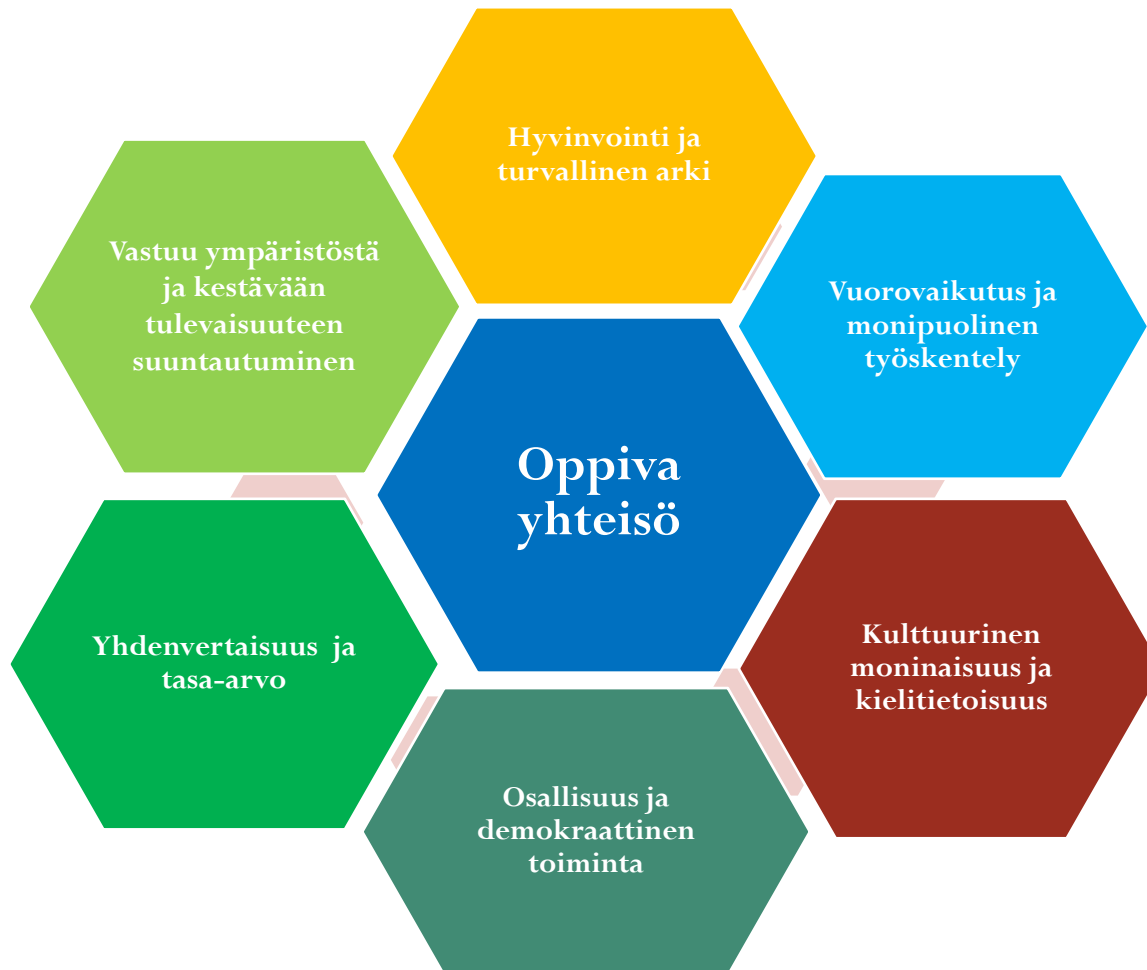 Hyvinvointi ja
turvallinen arki
Vastuu ympäristöstä
ja kestävään
tulevaisuuteen
suuntautuminen
Vuorovaikutus ja
monipuolinen
työskentely
Oppiva
yhteisö
Yhdenvertaisuus ja
tasa-arvo
Kulttuurinen
moninaisuus ja
kielitietoisuus
Osallisuus ja
demokraattinen
toiminta